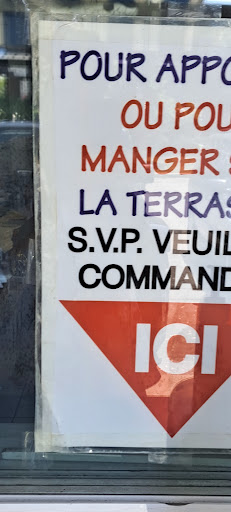 POUR APPO
OU POU
MANGER S
LA TERRAS
S.V.P. VEUIL
COMMAND
ICI